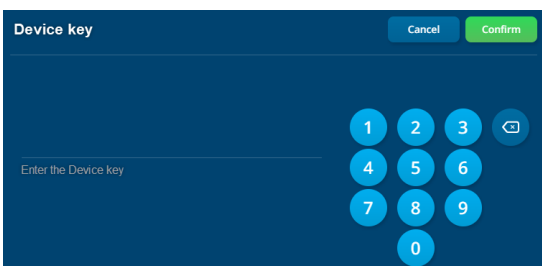 Device key
Cancel
Confirm
1 2 3
Enter the Device key
4 5 6
7 8 9
0